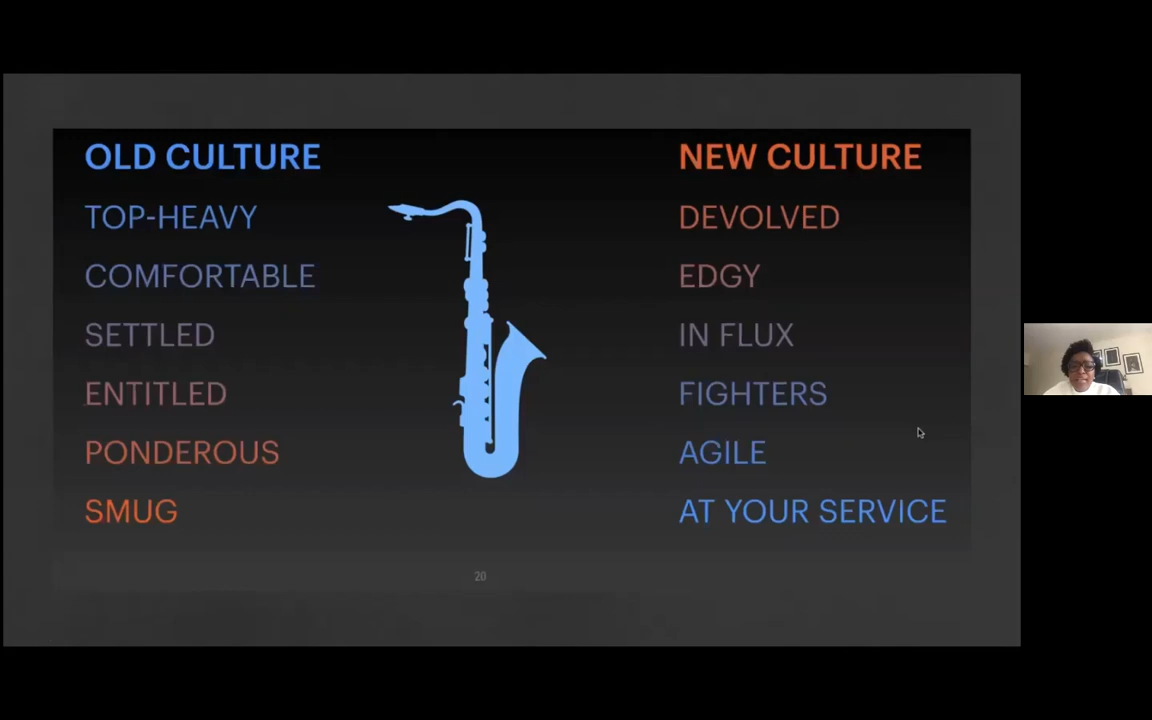 OLD CULTURE
TOP-HEAVY
COMFORTABLE
SETTLED
ENTITLED
PONDEROUS
SMUG
NEW CULTURE
DEVOLVED
EDGY
IN FLUX
FIGHTERS
AGILE
AT YOUR SERVICE
20